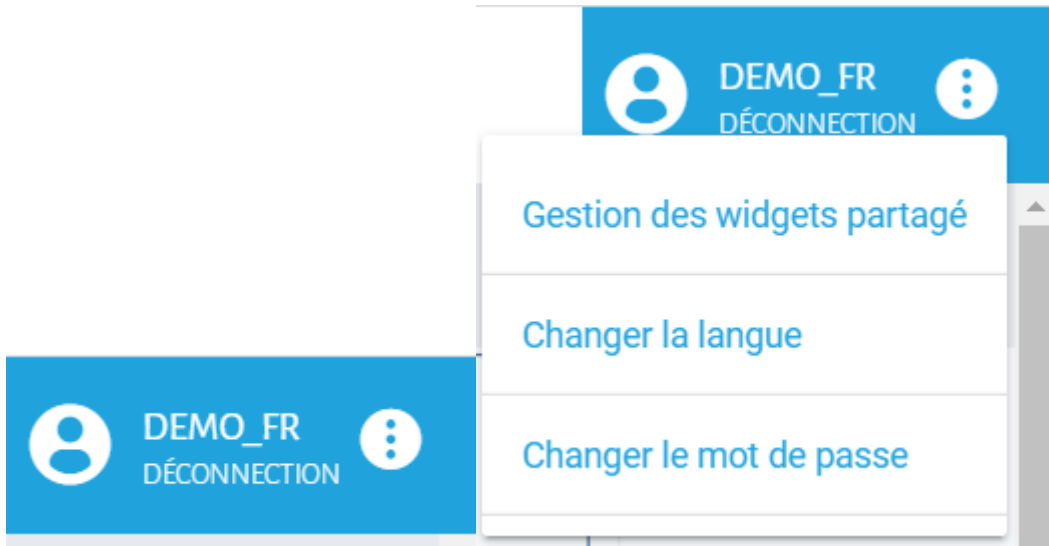 DEMO_FR
DÉCONNECTION
Gestion des widgets partagé
Changer la langue
Changer le mot de passe
DEMO_FR
DÉCONNECTION